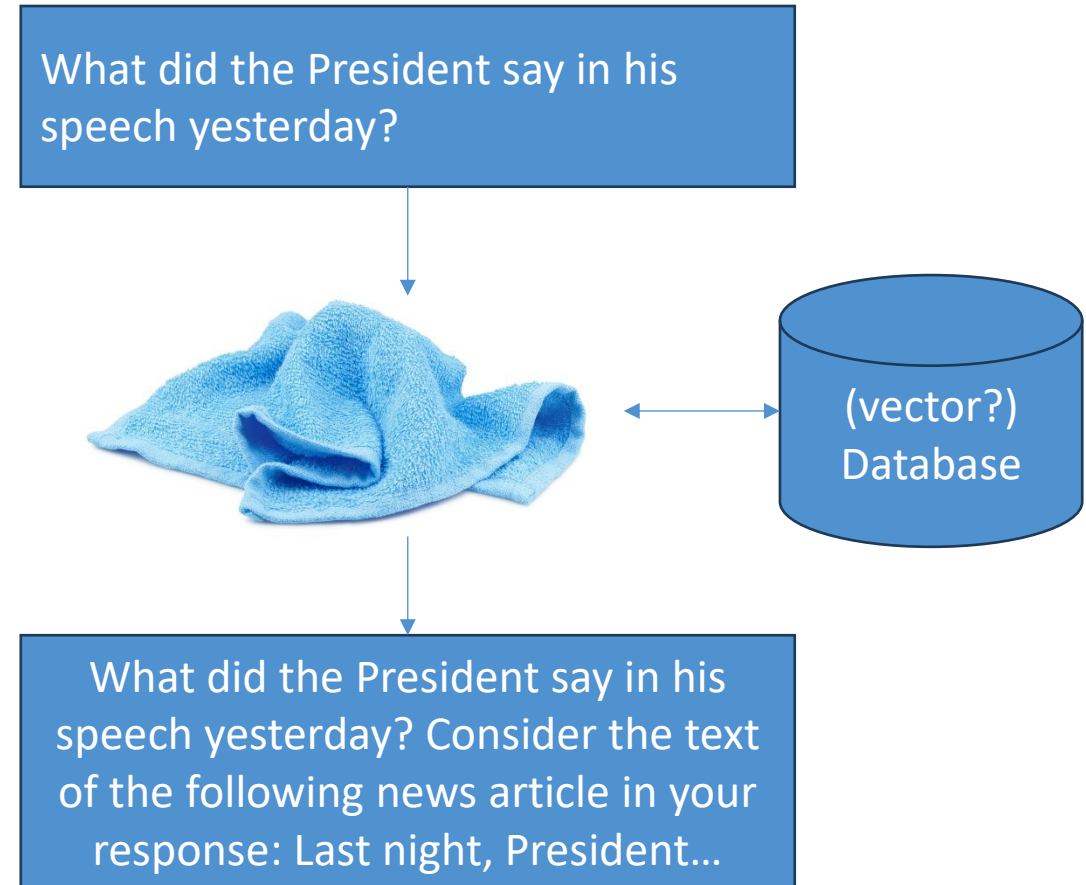 What did the President say in his
speech yesterday?
(vector?)
Database
What did the President say in his
speech yesterday? Consider the text
of the following news article in your
response: Last night, President…